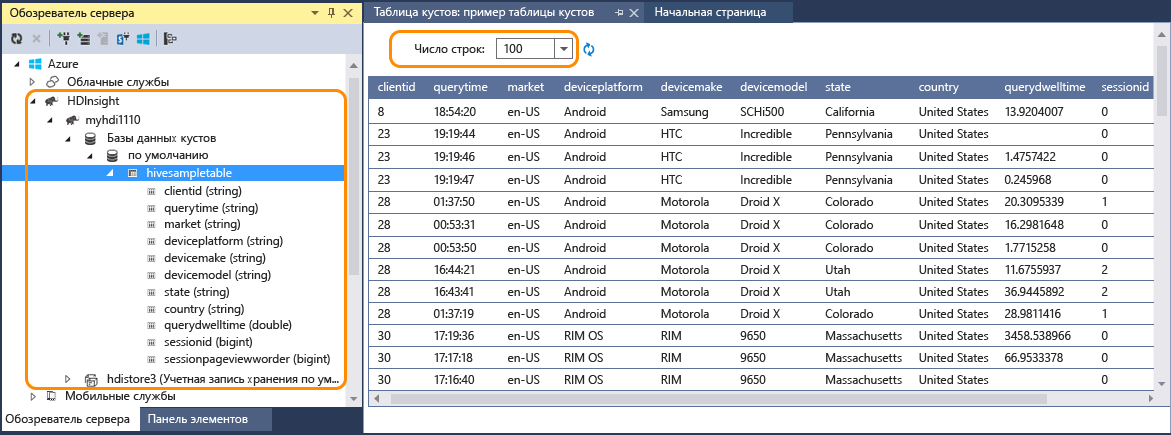 Обозреватель сервера
Azure
Облачные службы
HDInsight
myhdi1110
Базы данных кустов
по умолчанию
hivesampletable
clientid (string)
querytime (string)
market (string)
deviceplatform (string)
devicemake (string)
devicemodel (string)
state (string)
country (string)
querydwelltime (double)
sessionid (bigint)
sessionpageviewworder (bigint)
hdistore3 (Учетная запись хранения по ум...
Мобильные службы
Обозреватель сервера Панель элементов
Таблица кустов: пример таблицы кустов Начальная страница
Число строк: 100
clientid querytime market deviceplatform devicemake devicemodel state country querydwelltime sessionid
8 18:54:20 en-US Android Samsung SCHi500 California United States 13.9204007 0
23 19:19:44 en-US Android HTC Incredible Pennsylvania United States 0
23 19:19:46 en-US Android HTC Incredible Pennsylvania United States 1.4757422 0
23 19:19:47 en-US Android HTC Incredible Pennsylvania United States 0.245968 0
28 01:37:50 en-US Android Motorola Droid X Colorado United States 20.3095339 1
28 00:53:31 en-US Android Motorola Droid X Colorado United States 16.2981648 0
28 00:53:50 en-US Android Motorola Droid X Colorado United States 1.7715258 0
28 16:44:21 en-US Android Motorola Droid X Utah United States 11.6755937 2
28 16:43:41 en-US Android Motorola Droid X Utah United States 36.9445892 2
28 01:37:19 en-US Android Motorola Droid X Colorado United States 28.9811416 1
30 17:19:36 en-US RIM OS RIM 9650 Massachusetts United States 3458.538966 0
30 17:17:18 en-US RIM OS RIM 9650 Massachusetts United States 66.9533378 0
30 17:16:40 en-US RIM OS RIM 9650 Massachusetts United States 0